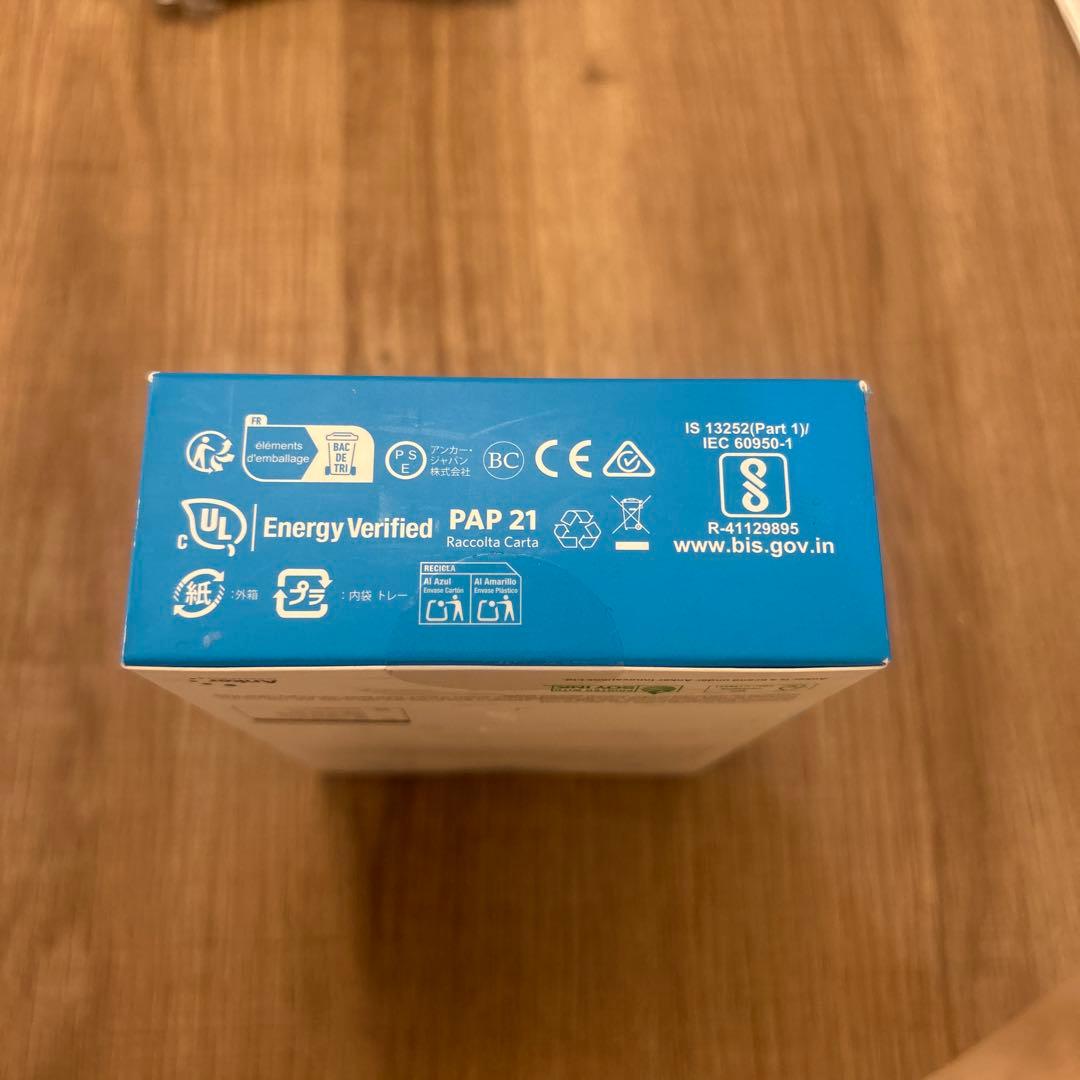 FR
éléments
d'emballage
BAC
DE
TRI
P S
E
アンカー・
ジャパン
株式会社
BC
CE
IS 13252(Part 1)/
IEC 60950-1
R-41129895
www.bis.gov.in
C UL
Energy Verified
PAP 21
Raccolta Carta
紙
:外箱
プラ
:内袋 トレー
RECICLA
Al Azul
Envase Cartón
Al Amarillo
Envase Plástico
Anker
SOY INK